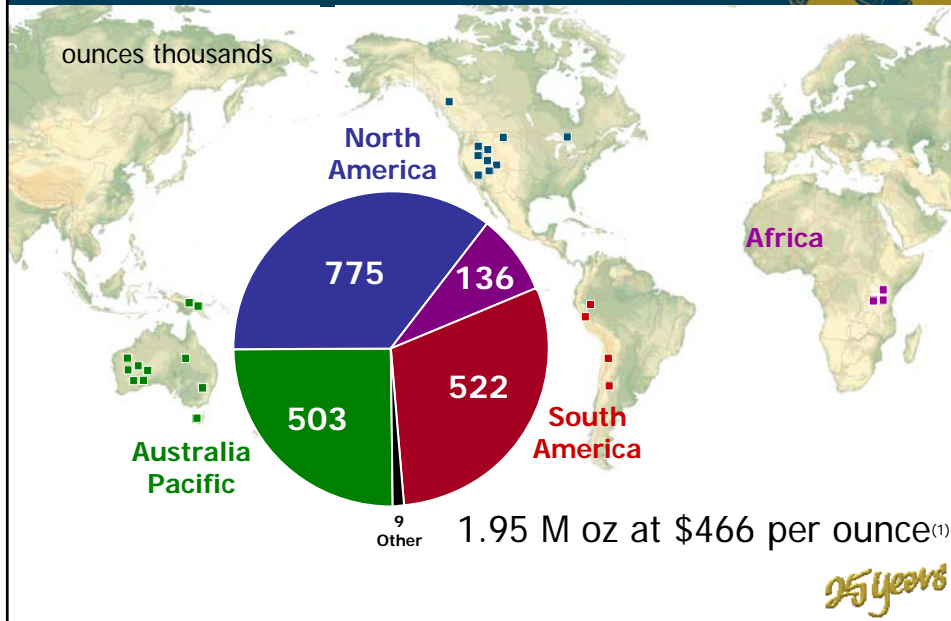 ounces thousands
North
America
775
136
Africa
522
503
South
America
Australia
Pacific
9
Other
1.95 M oz at $466 per ounce(1)
25 years